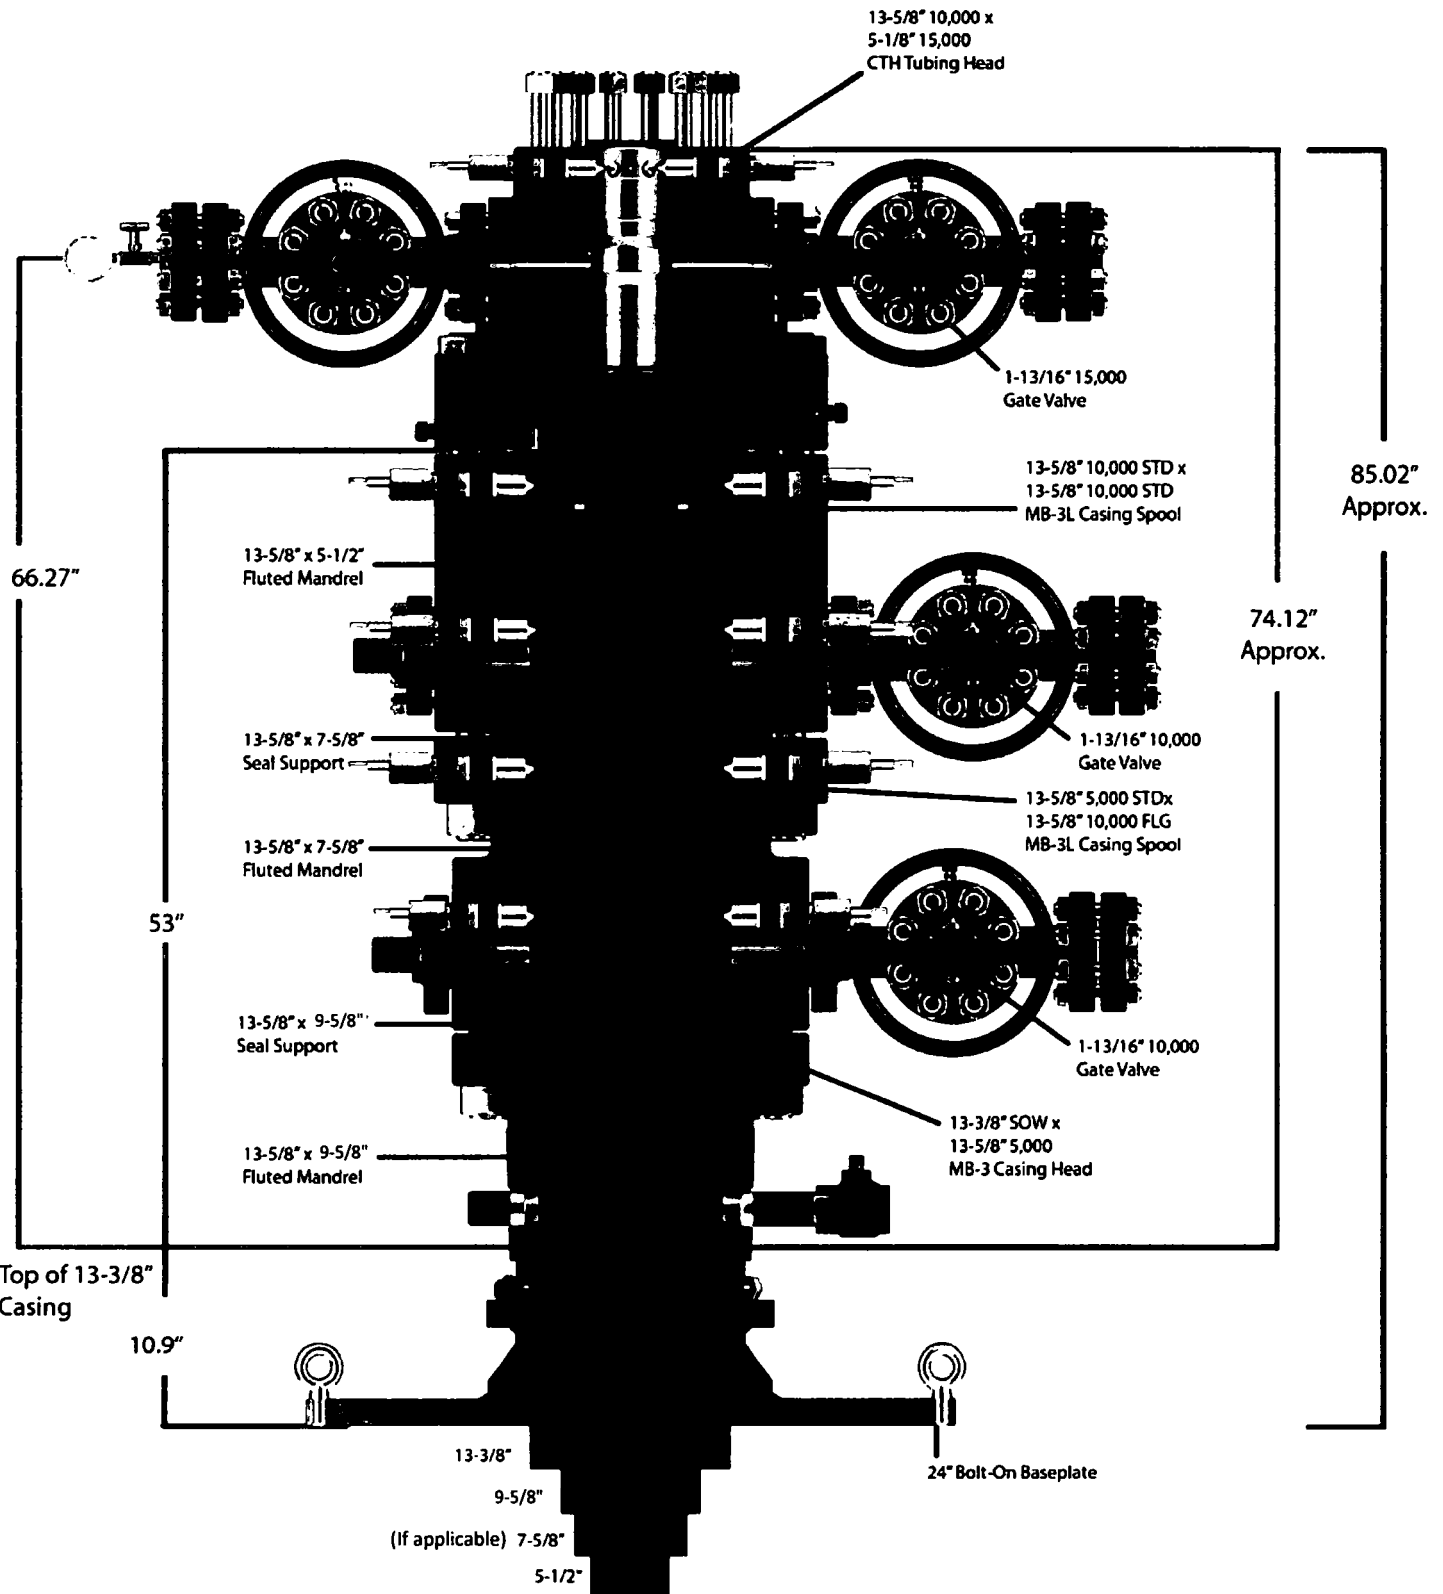 13-5/8" 10,000 x
5-1/8" 15,000
CTH Tubing Head
1-13/16" 15,000
Gate Valve
13-5/8" 10,000 STD x
13-5/8" 10,000 STD
MB-3L Casing Spool
85.02"
Approx.
13-5/8" x 5-1/2"
Fluted Mandrel
66.27"
74.12"
Approx.
13-5/8" x 7-5/8"
Seal Support
1-13/16" 10,000
Gate Valve
13-5/8" 5,000 STDx
13-5/8" 10,000 FLG
MB-3L Casing Spool
13-5/8" x 7-5/8"
Fluted Mandrel
53"
13-5/8" x 9-5/8"
Seal Support
1-13/16" 10,000
Gate Valve
13-3/8" SOW x
13-5/8" 5,000
MB-3 Casing Head
13-5/8" x 9-5/8"
Fluted Mandrel
Top of 13-3/8"
Casing
10.9"
13-3/8"
24" Bolt-On Baseplate
9-5/8"
(If applicable) 7-5/8"
5-1/2"